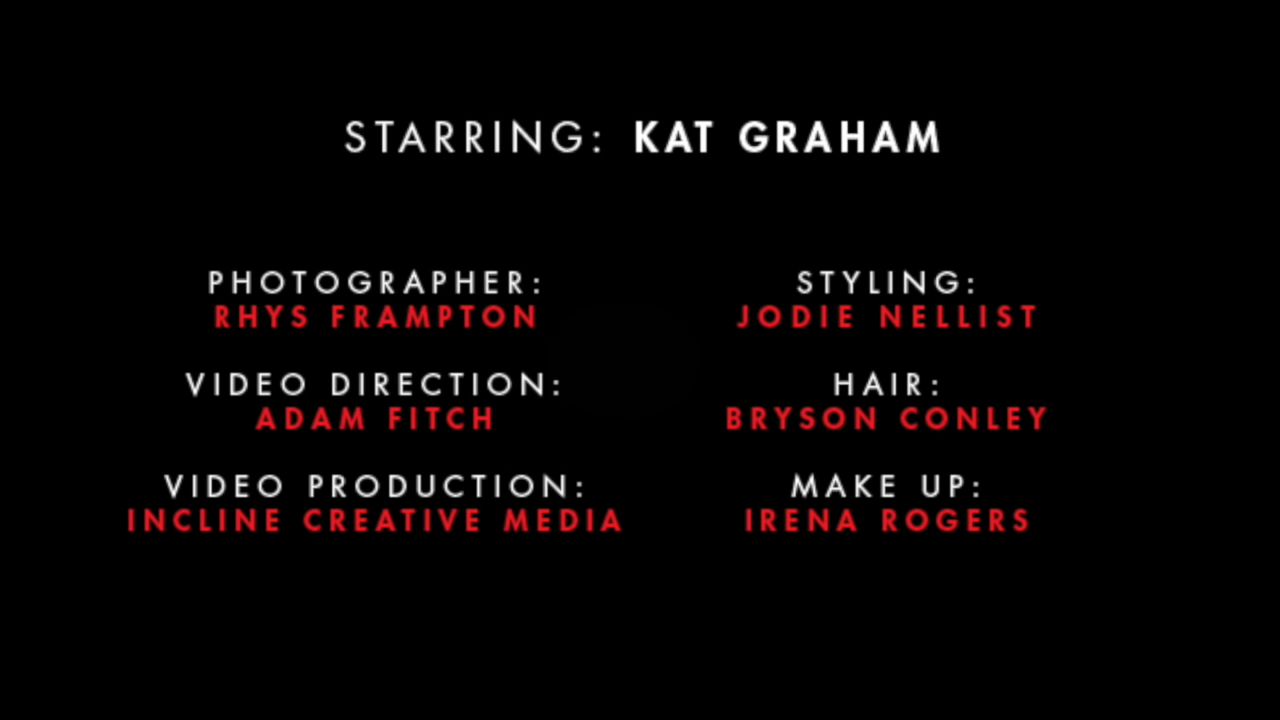 STARRING: KAT GRAHAM
PHOTOGRAPHER:
RHYS FRAMPTON
VIDEO DIRECTION:
ADAM FITCH
VIDEO PRODUCTION:
INCLINE CREATIVE MEDIA
STYLING:
JODIE NELLIST
HAIR:
BRYSON CONLEY
MAKE UP:
IRENA ROGERS